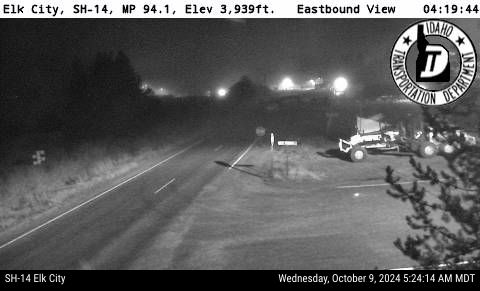 Elk City, SH-14, MP 94.1, Elev 3,939ft. Eastbound View 04:19:44
IDAHO
TRANSPORTATION DEPARTMENT
SH-14 Elk City Wednesday, October 9, 2024 5:24:14 AM MDT